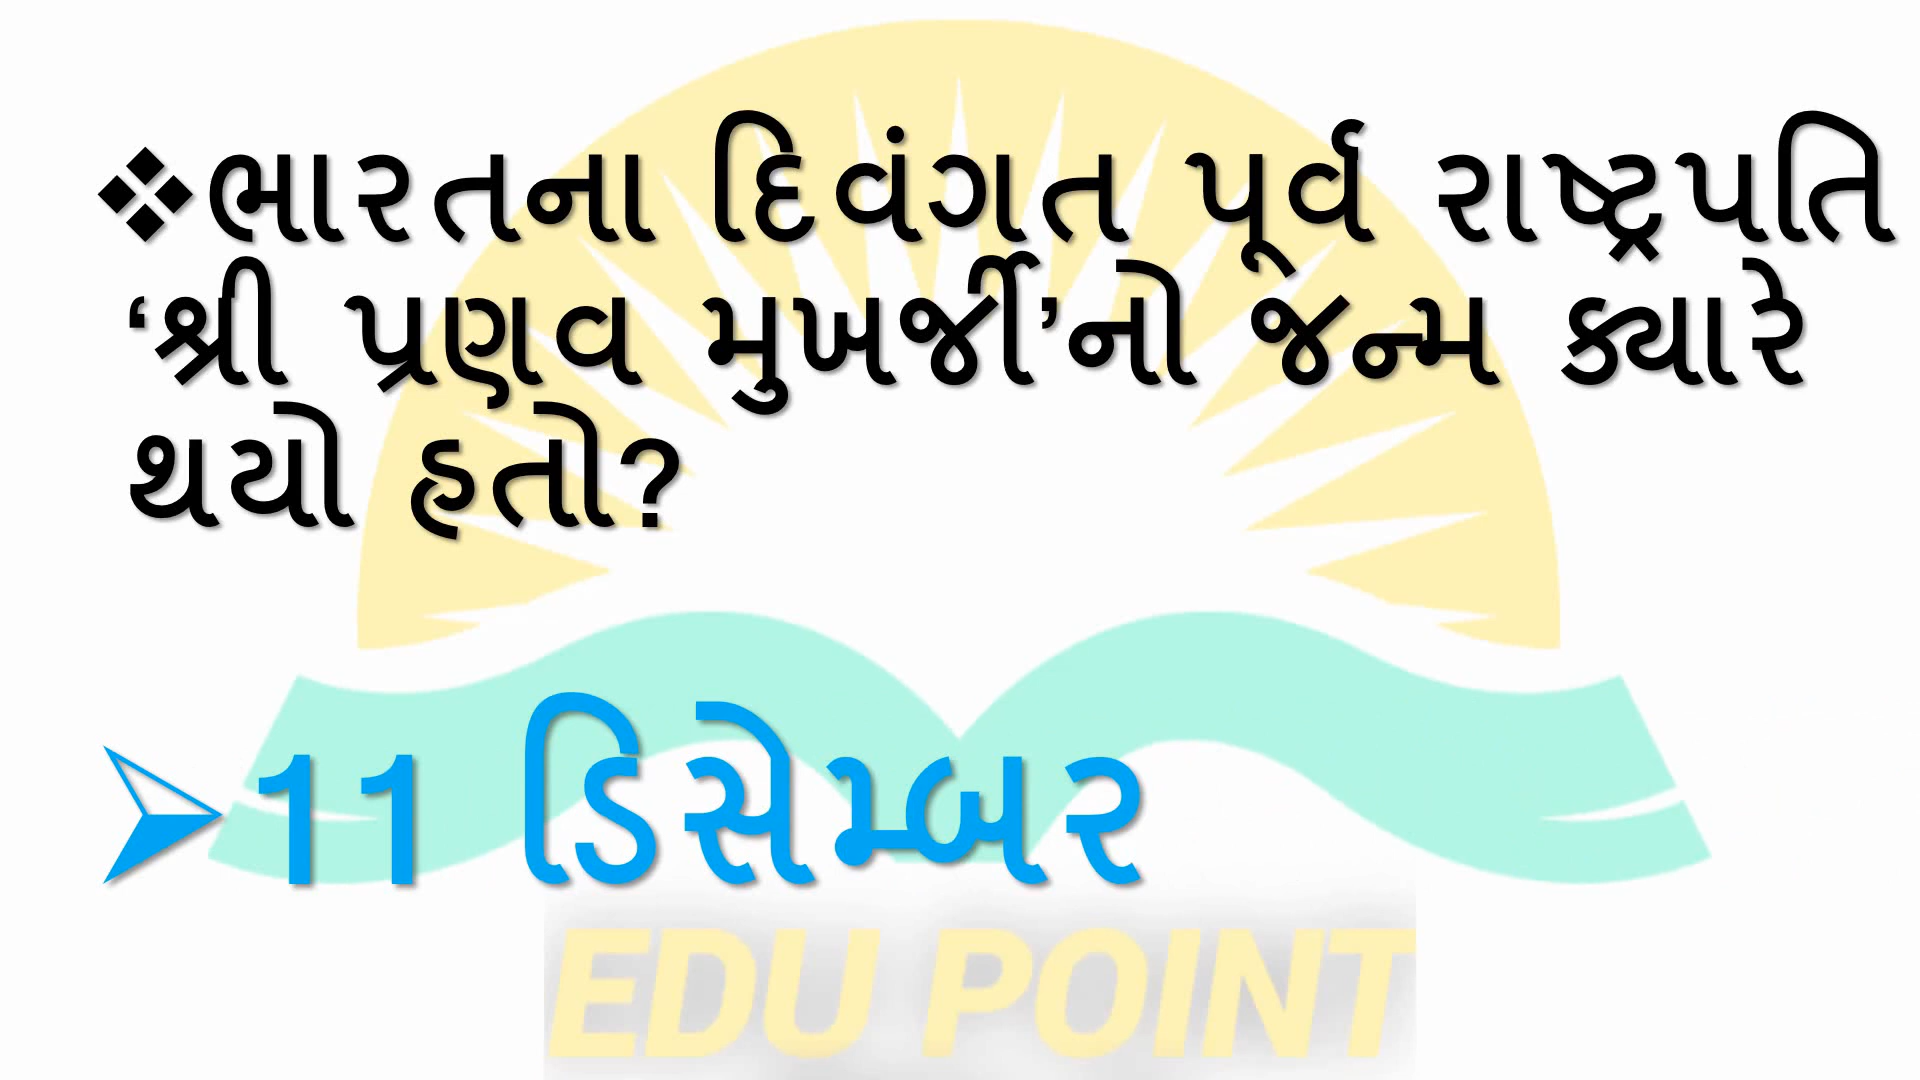 ❖ભારતના દિવંગત પૂર્વ રાષ્ટ્રપતિ
‘શ્રી પ્રણવ મુખર્જી’નો જન્મ ક્યારે
થયો હતો?
➢11 ડિસેમ્બર
EDU POINT